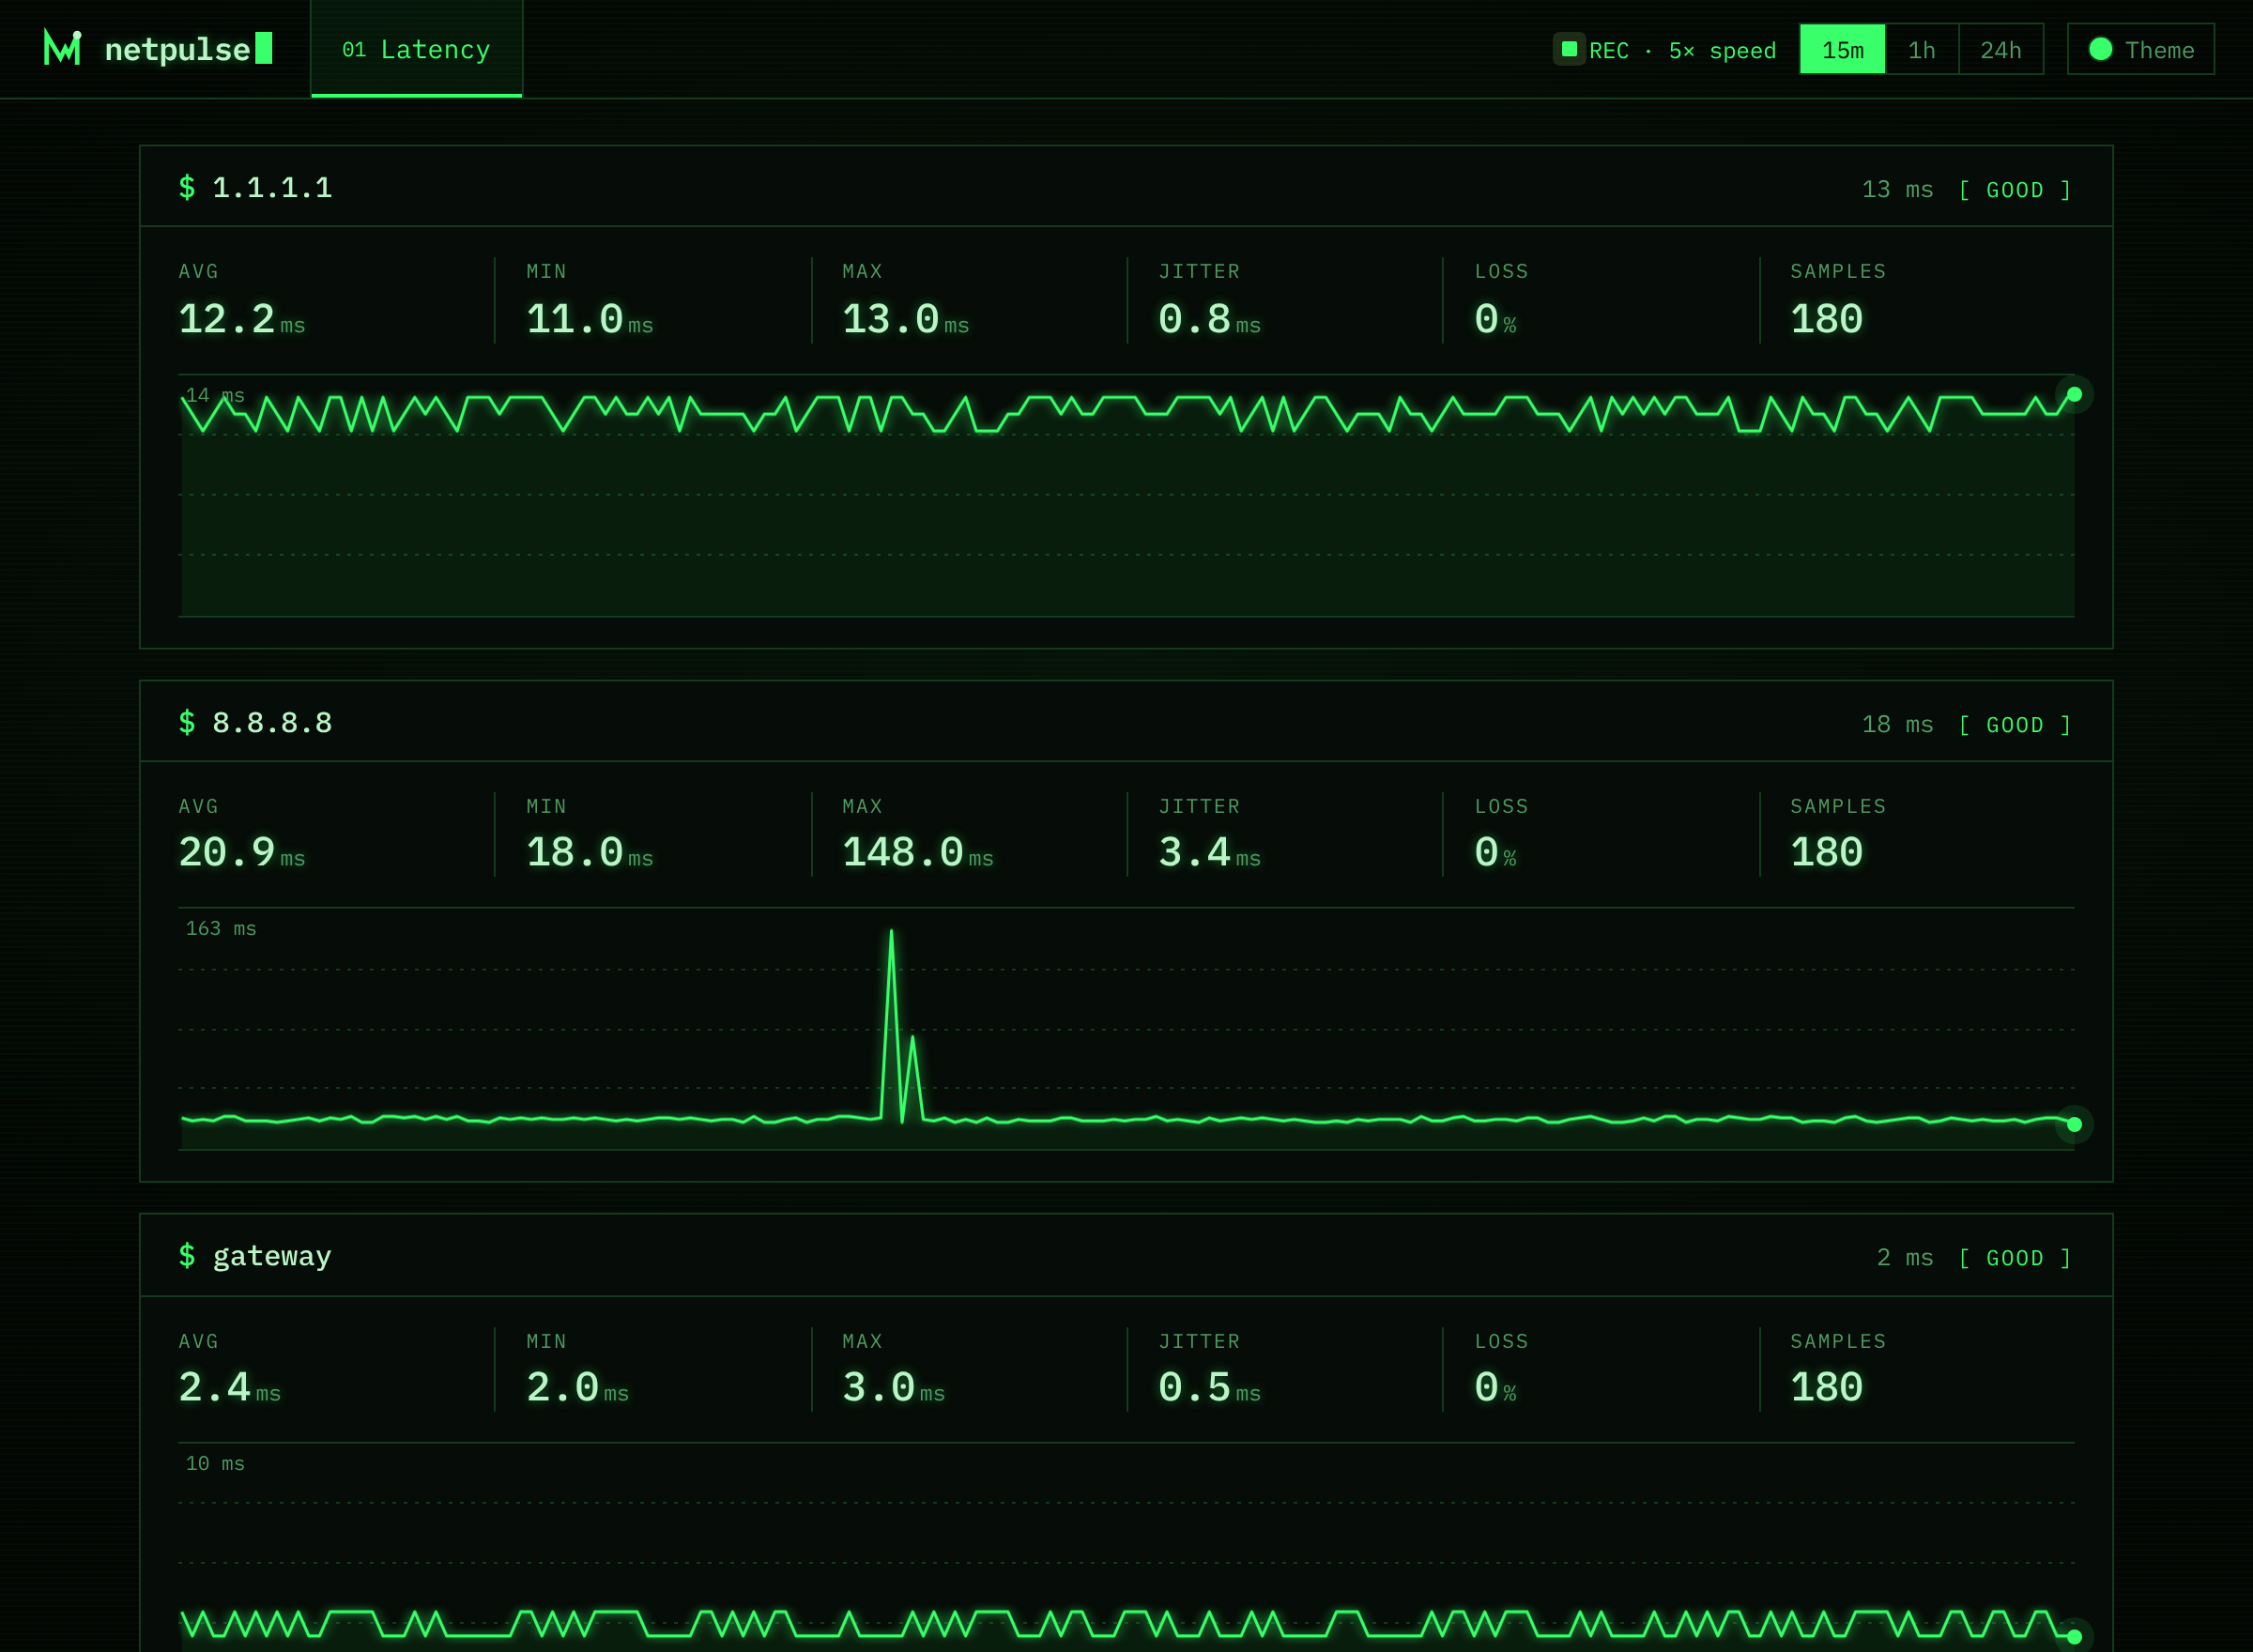 netpulse
01 Latency
REC · 5× speed
15m 1h 24h
Theme
$ 1.1.1.1
13 ms [ GOOD ]
AVG MIN MAX JITTER LOSS SAMPLES
12.2ms 11.0ms 13.0ms 0.8ms 0% 180
14 ms
$ 8.8.8.8
18 ms [ GOOD ]
AVG MIN MAX JITTER LOSS SAMPLES
20.9ms 18.0ms 148.0ms 3.4ms 0% 180
163 ms
$ gateway
2 ms [ GOOD ]
AVG MIN MAX JITTER LOSS SAMPLES
2.4ms 2.0ms 3.0ms 0.5ms 0% 180
10 ms